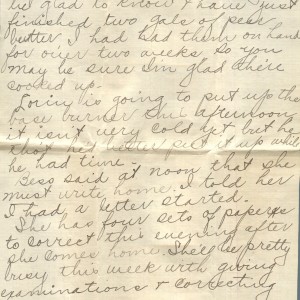 be glad to know I have just
finished two gals of pear
butter I had had them on hand
for over two weeks so you
may be sure I'm glad there
cooked up.
is going to put up the
base burner this afternoon
it isn't very cold yet but he
thot he'd better put it up while
he had time -
Bess said at noon that she
must write home. I told her
I had a letter started.
She has four sets of papers
to correct this evening after
she comes home. She'll be pretty
busy this week with giving
examinations & correcting